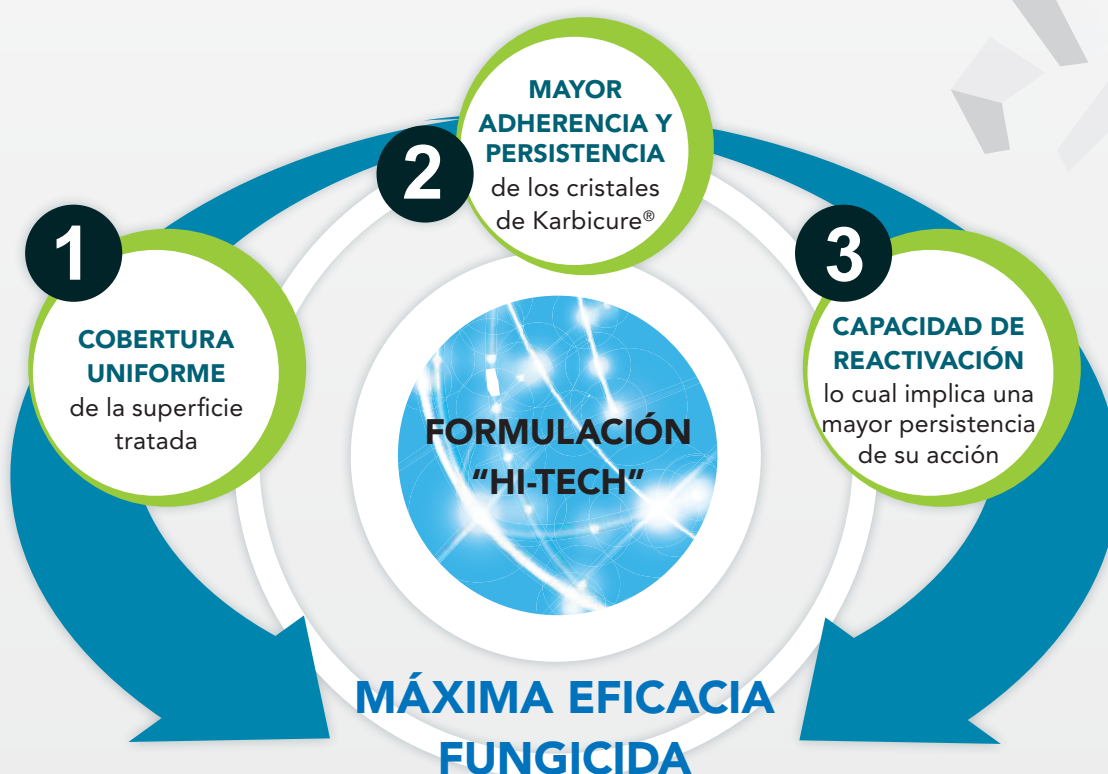 1
COBERTURA
UNIFORME
de la superficie
tratada
2
MAYOR
ADHERENCIA Y
PERSISTENCIA
de los cristales
de Karbicure®
3
CAPACIDAD DE
REACTIVACIÓN
lo cual implica una
mayor persistencia
de su acción
FORMULACIÓN
“HI-TECH”
MÁXIMA EFICACIA
FUNGICIDA